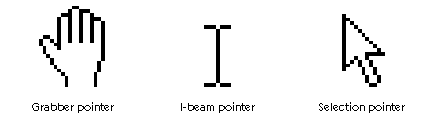 Grabber pointer
I-beam pointer
Selection pointer